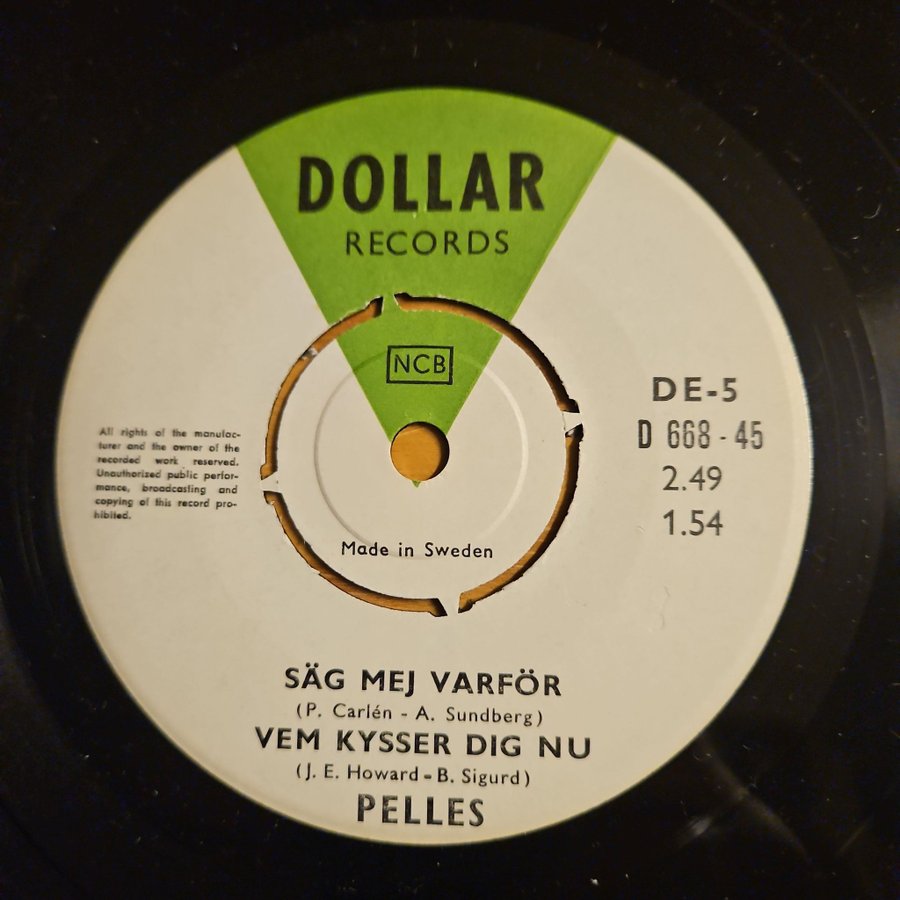 DOLLAR
RECORDS
NCB
DE-5
D 668 - 45
2.49
1.54
All rights of the manufac-
turer and the owner of the
recorded work reserved.
Unauthorized public perfor-
mance, broadcasting and
copying of this record pro-
hibited.
Made in Sweden
SÄG MEJ VARFÖR
(P. Carlén - A. Sundberg)
VEM KYSSER DIG NU
(J. E. Howard - B. Sigurd)
PELLES